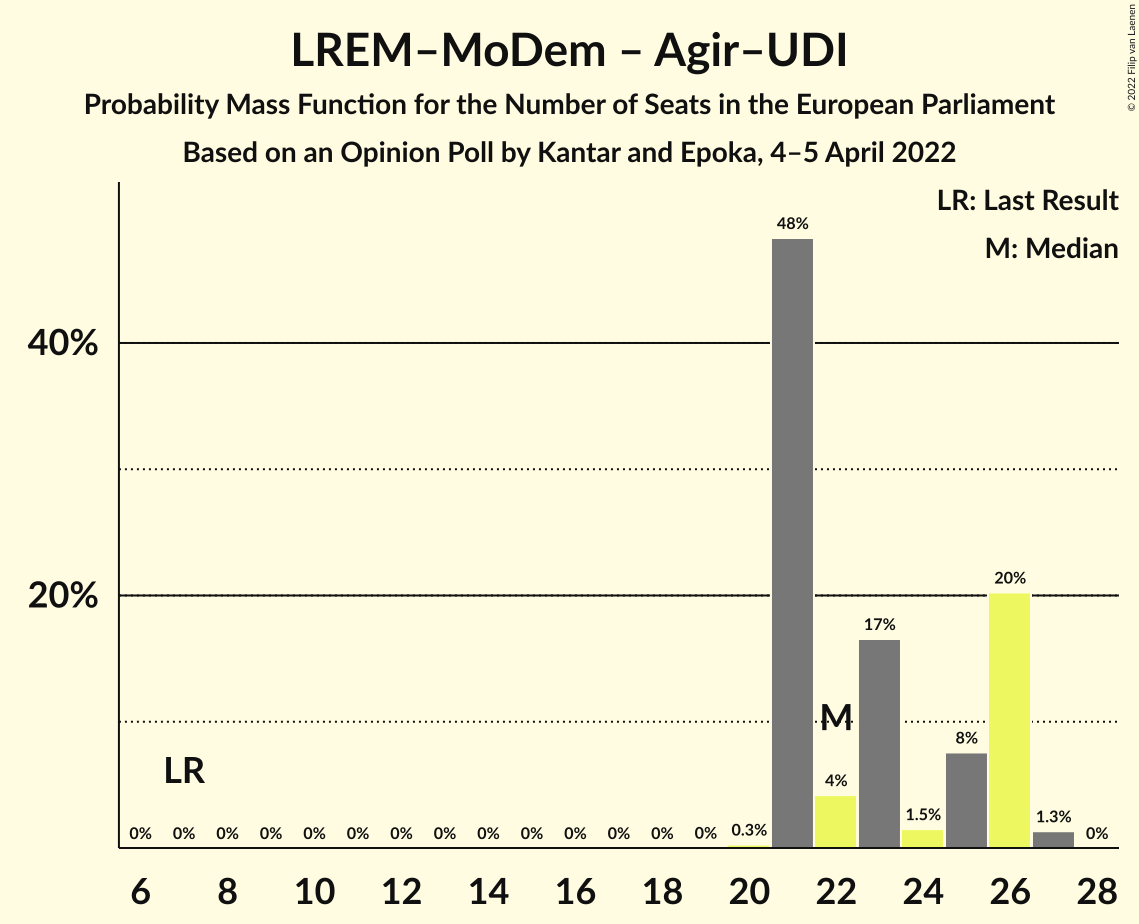 LREM–MoDem – Agir–UDI
Probability Mass Function for the Number of Seats in the European Parliament
Based on an Opinion Poll by Kantar and Epoka, 4–5 April 2022
© 2022 Filip van Laenen
LR: Last Result
M: Median
40%
20%
48%
20%
17%
M
8%
LR
4%
0% 0% 0% 0% 0% 0% 0% 0% 0% 0% 0% 0% 0% 0% 0.3% 1.5% 1.3% 0%
6 8 10 12 14 16 18 20 22 24 26 28